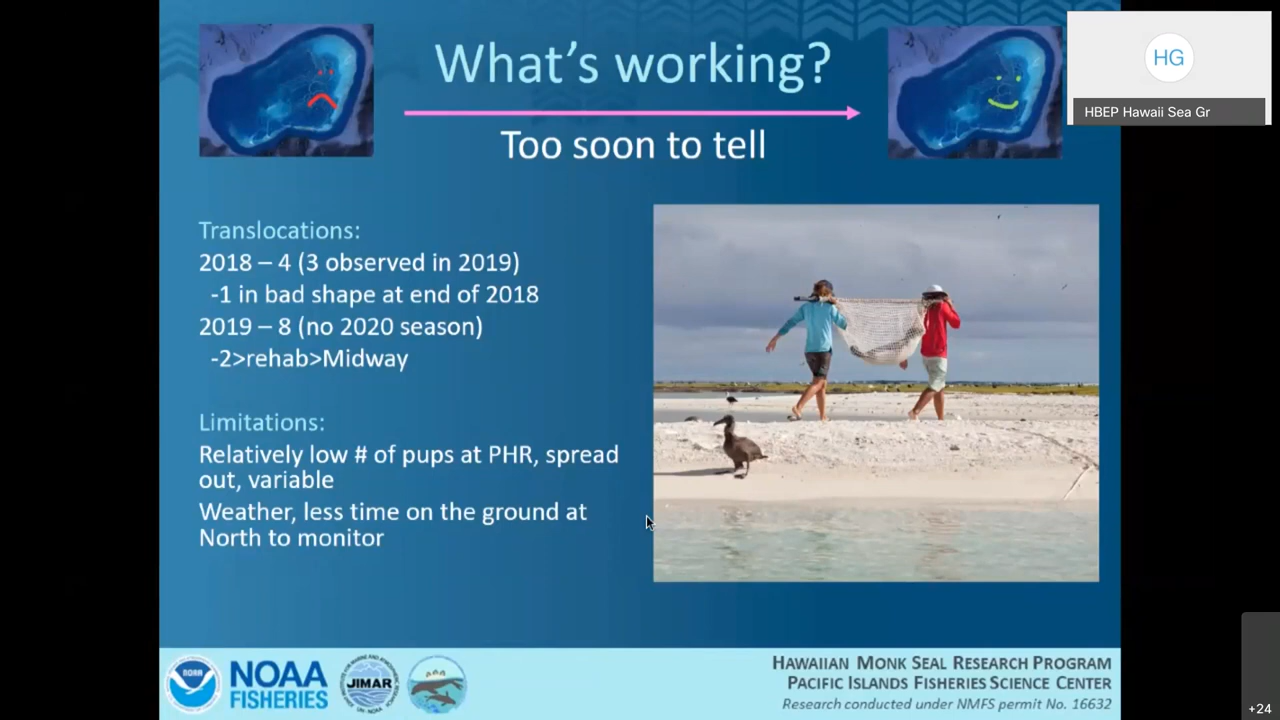 What's working?
Too soon to tell
HG
HBEP Hawaii Sea Gr
Translocations:
2018 – 4 (3 observed in 2019)
-1 in bad shape at end of 2018
2019 – 8 (no 2020 season)
-2>rehab>Midway
Limitations:
Relatively low # of pups at PHR, spread
out, variable
Weather, less time on the ground at
North to monitor
NOAA
NOAA
FISHERIES
JIMAR
HAWAIIAN MONK SEAL RESEARCH PROGRAM
PACIFIC ISLANDS FISHERIES SCIENCE CENTER
Research conducted under NMFS permit No. 16632
+24